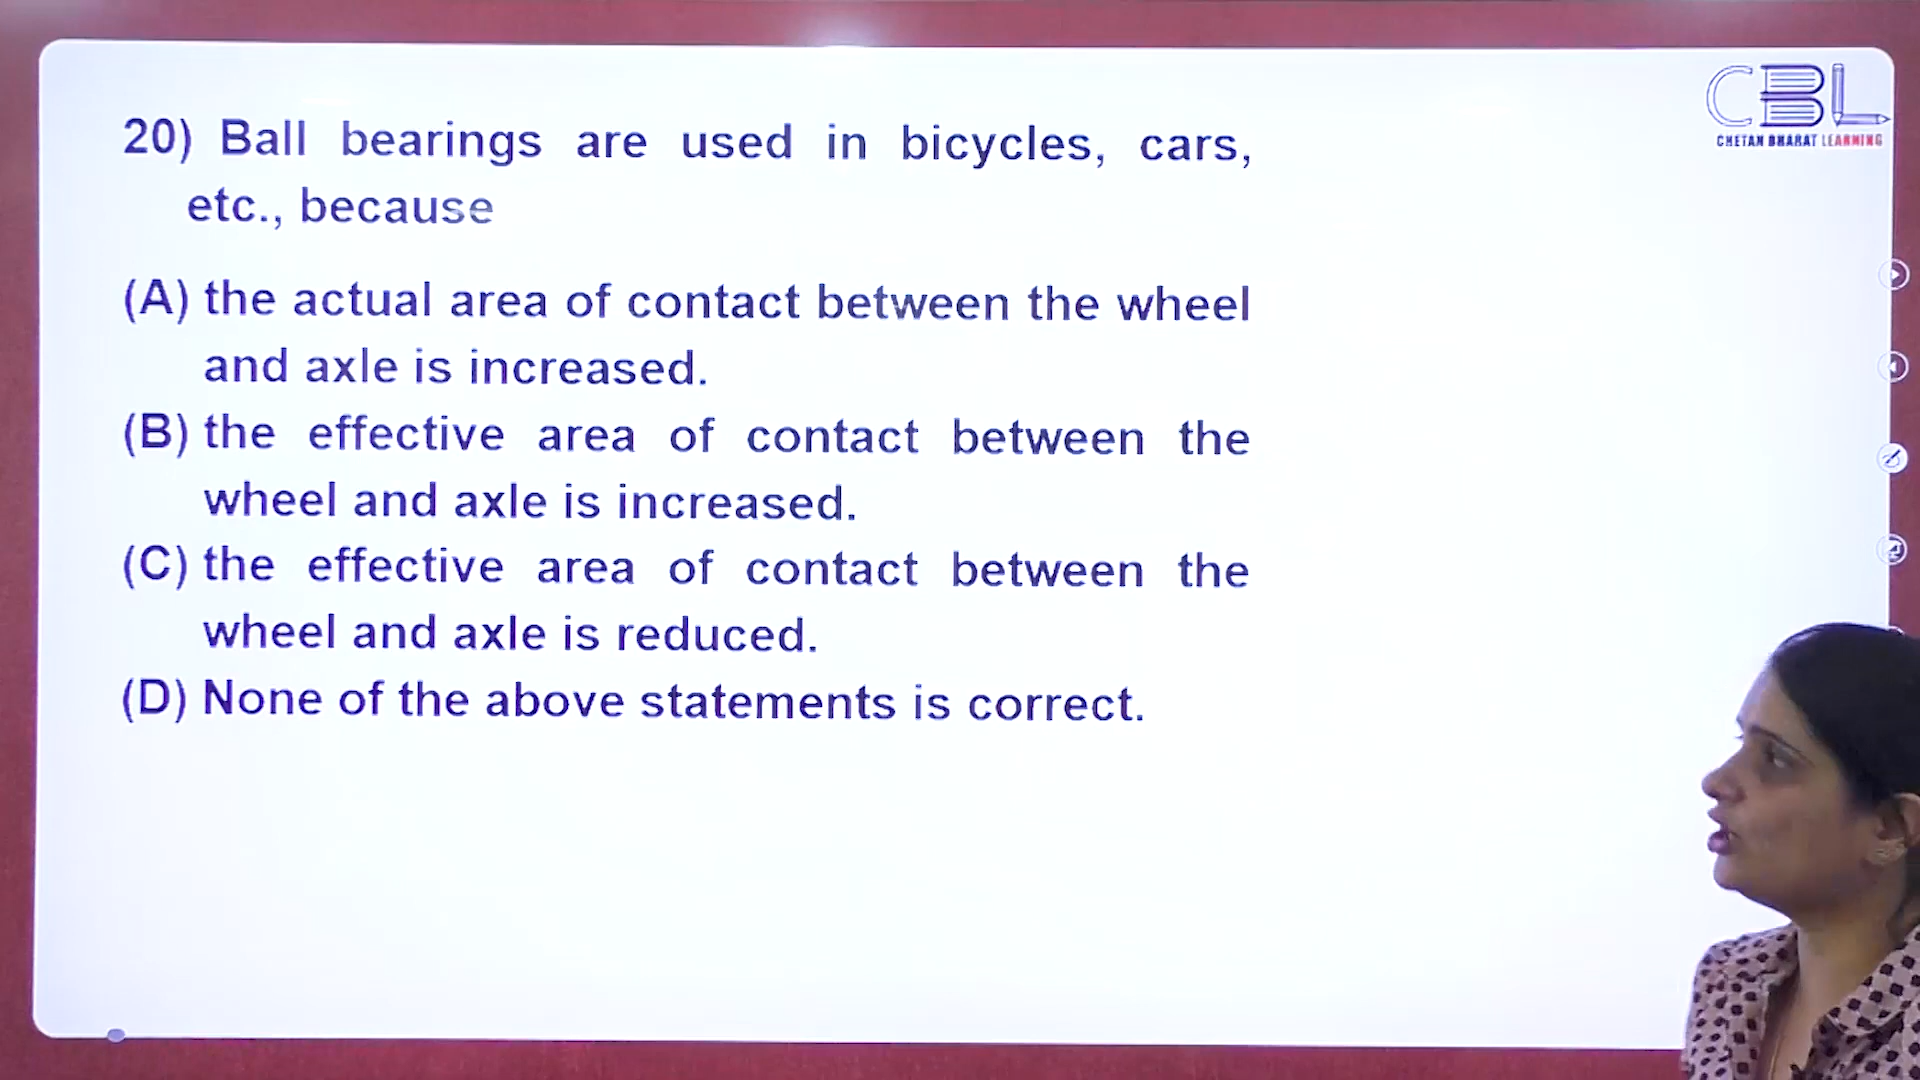 CBL
CHETAN BHARAT LEARNING
20) Ball bearings are used in bicycles, cars,
etc., because
(A) the actual area of contact between the wheel
and axle is increased.
(B) the effective area of contact between the
wheel and axle is increased.
(C) the effective area of contact between the
wheel and axle is reduced.
(D) None of the above statements is correct.